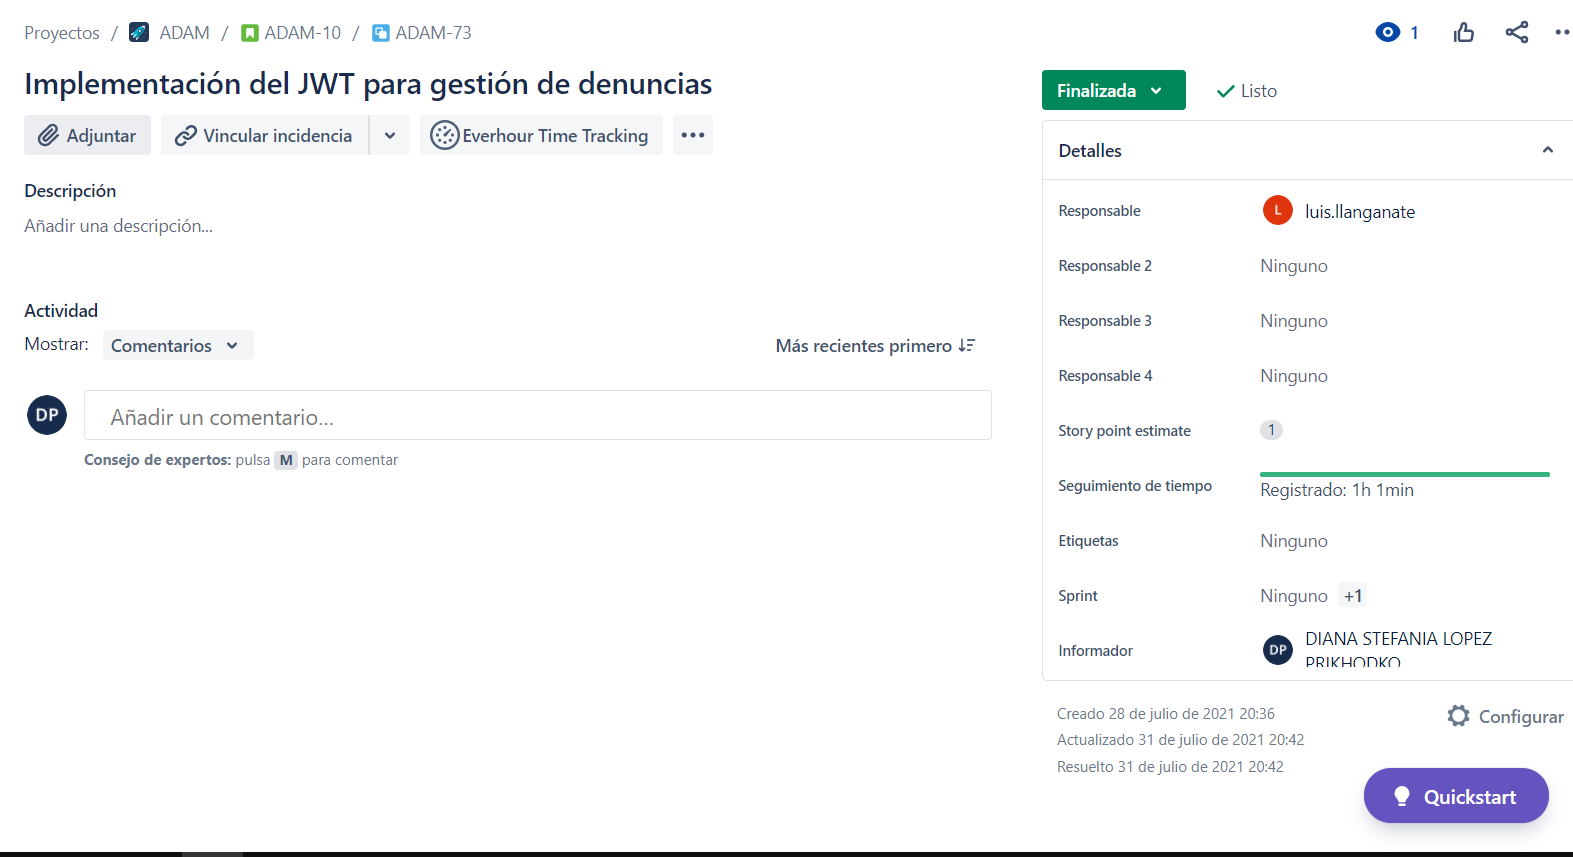 Proyectos / ADAM / ADAM-10 / ADAM-73
1
Implementación del JWT para gestión de denuncias
Adjuntar
Vincular incidencia
Everhour Time Tracking
Descripción
Añadir una descripción...
Actividad
Mostrar:
Comentarios
Más recientes primero
DP
Añadir un comentario...
Consejo de expertos: pulsa M para comentar
Finalizada
Listo
Detalles
Responsable
L
luis.llanganate
Responsable 2
Ninguno
Responsable 3
Ninguno
Responsable 4
Ninguno
Story point estimate
1
Seguimiento de tiempo
Registrado: 1h 1min
Etiquetas
Ninguno
Sprint
Ninguno +1
Informador
DP
DIANA STEFANIA LOPEZ
PRIKHODKO
Creado 28 de julio de 2021 20:36
Actualizado 31 de julio de 2021 20:42
Resuelto 31 de julio de 2021 20:42
Configurar
Quickstart